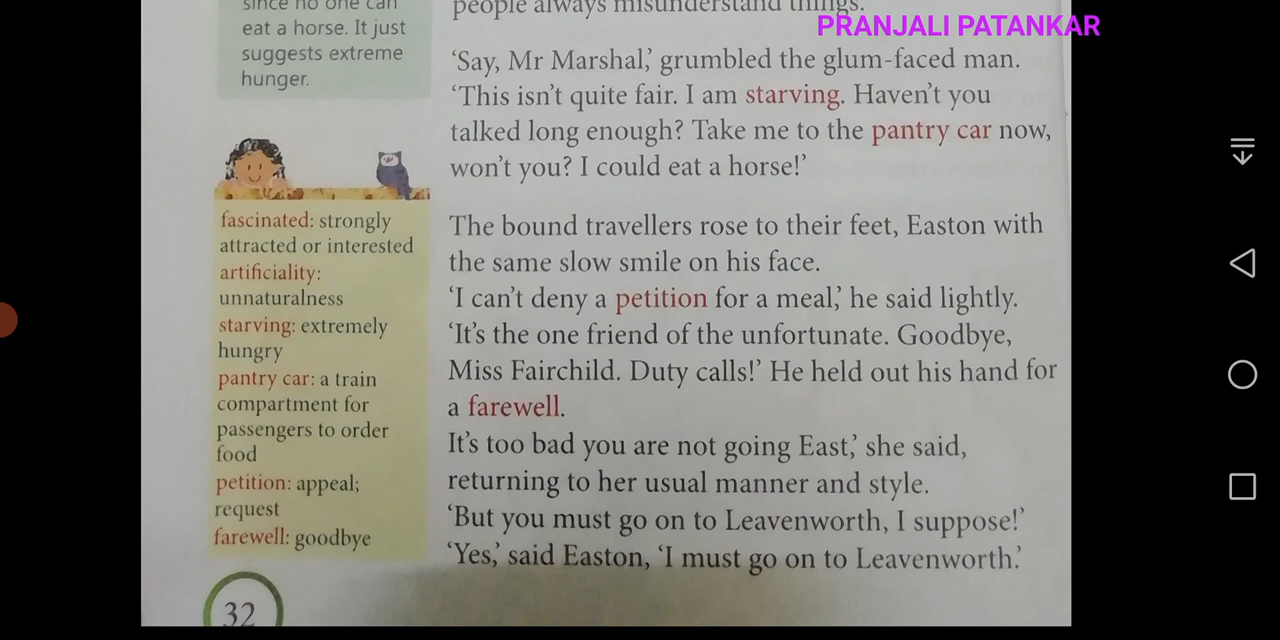 since no one can
eat a horse. It just
suggests extreme
hunger.
people always misunderstand things.
PRANJALI PATANKAR
‘Say, Mr Marshal,’ grumbled the glum-faced man.
‘This isn’t quite fair. I am starving. Haven’t you
talked long enough? Take me to the pantry car now,
won’t you? I could eat a horse!’
The bound travellers rose to their feet, Easton with
the same slow smile on his face.
‘I can’t deny a petition for a meal,’ he said lightly.
‘It’s the one friend of the unfortunate. Goodbye,
Miss Fairchild. Duty calls!’ He held out his hand for
a farewell.
It’s too bad you are not going East,’ she said,
returning to her usual manner and style.
‘But you must go on to Leavenworth, I suppose!’
‘Yes,’ said Easton, ‘I must go on to Leavenworth.’
fascinated: strongly
attracted or interested
artificiality:
unnaturalness
starving: extremely
hungry
pantry car: a train
compartment for
passengers to order
food
petition: appeal;
request
farewell: goodbye
32